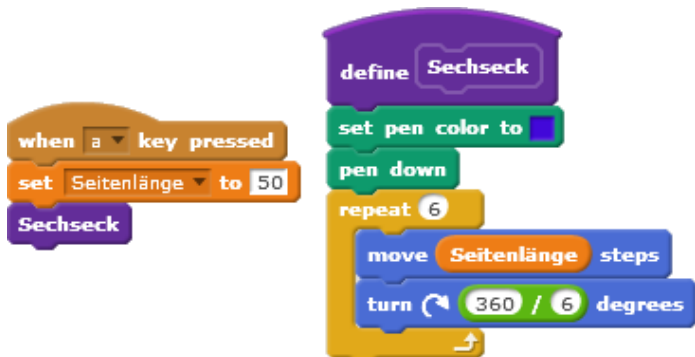 when a key pressed
set Seitenlänge to 50
Sechseck
define Sechseck
set pen color to
pen down
repeat 6
move Seitenlänge steps
turn 360 / 6 degrees